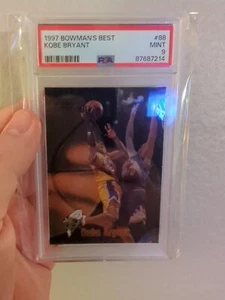 1997 BOWMAN'S BEST #88
KOBE BRYANT MINT
9
PSA 87687214